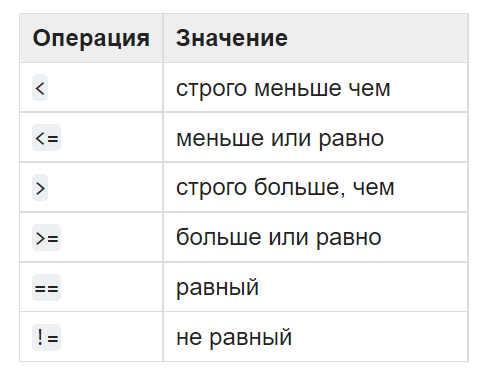 Операция Значение
< строго меньше чем
<= меньше или равно
> строго больше, чем
>= больше или равно
== равный
!= не равный